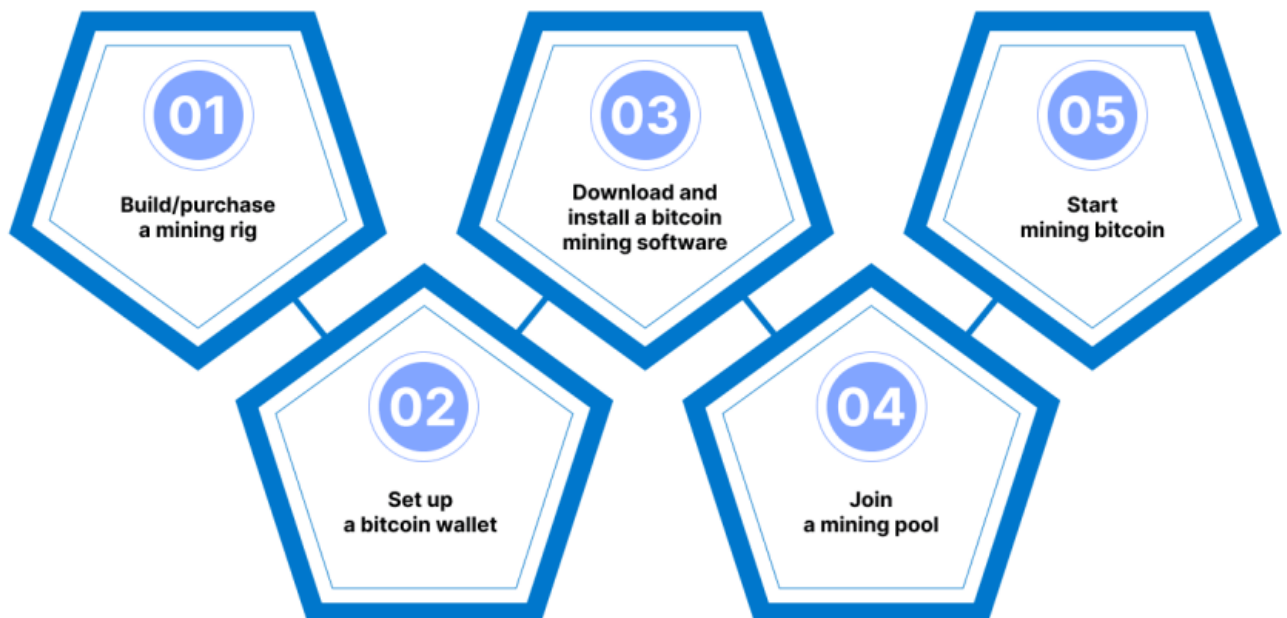 01
Build/purchase
a mining rig
02
Set up
a bitcoin wallet
03
Download and
install a bitcoin
mining software
04
Join
a mining pool
05
Start
mining bitcoin